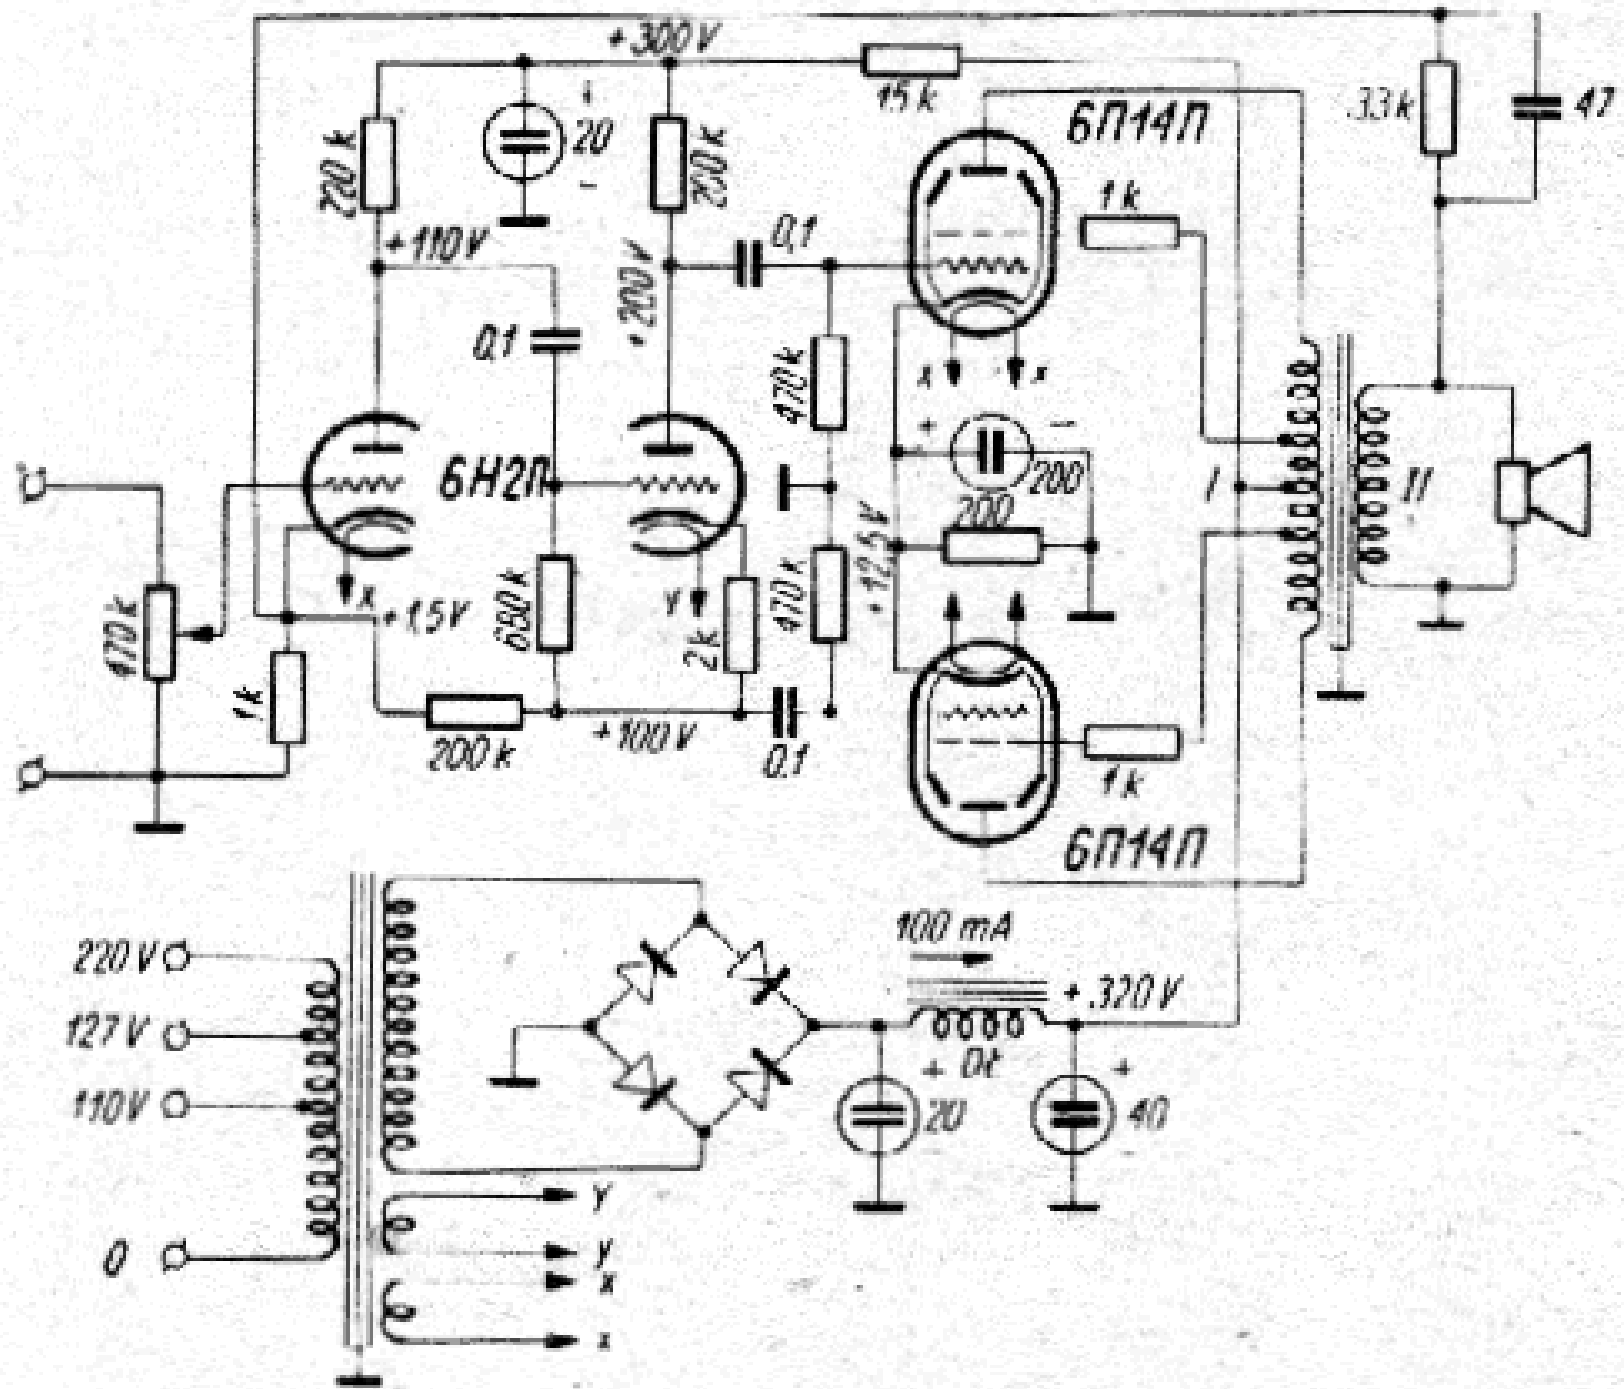 +300V
15k
6П14П
33k
47
220k
+
20
-
200k
1k
+110V
0,1
+200V
0,1
470k
x
x
+
-
6Н2П
200
200
I
II
+12,5V
x
+1,5V
680k
y
2k
470k
470k
1k
200k
+100V
0,1
1k
6П14П
220V
127V
110V
0
100 mA
+320V
Dł
+
20
+
40
y
y
x
x